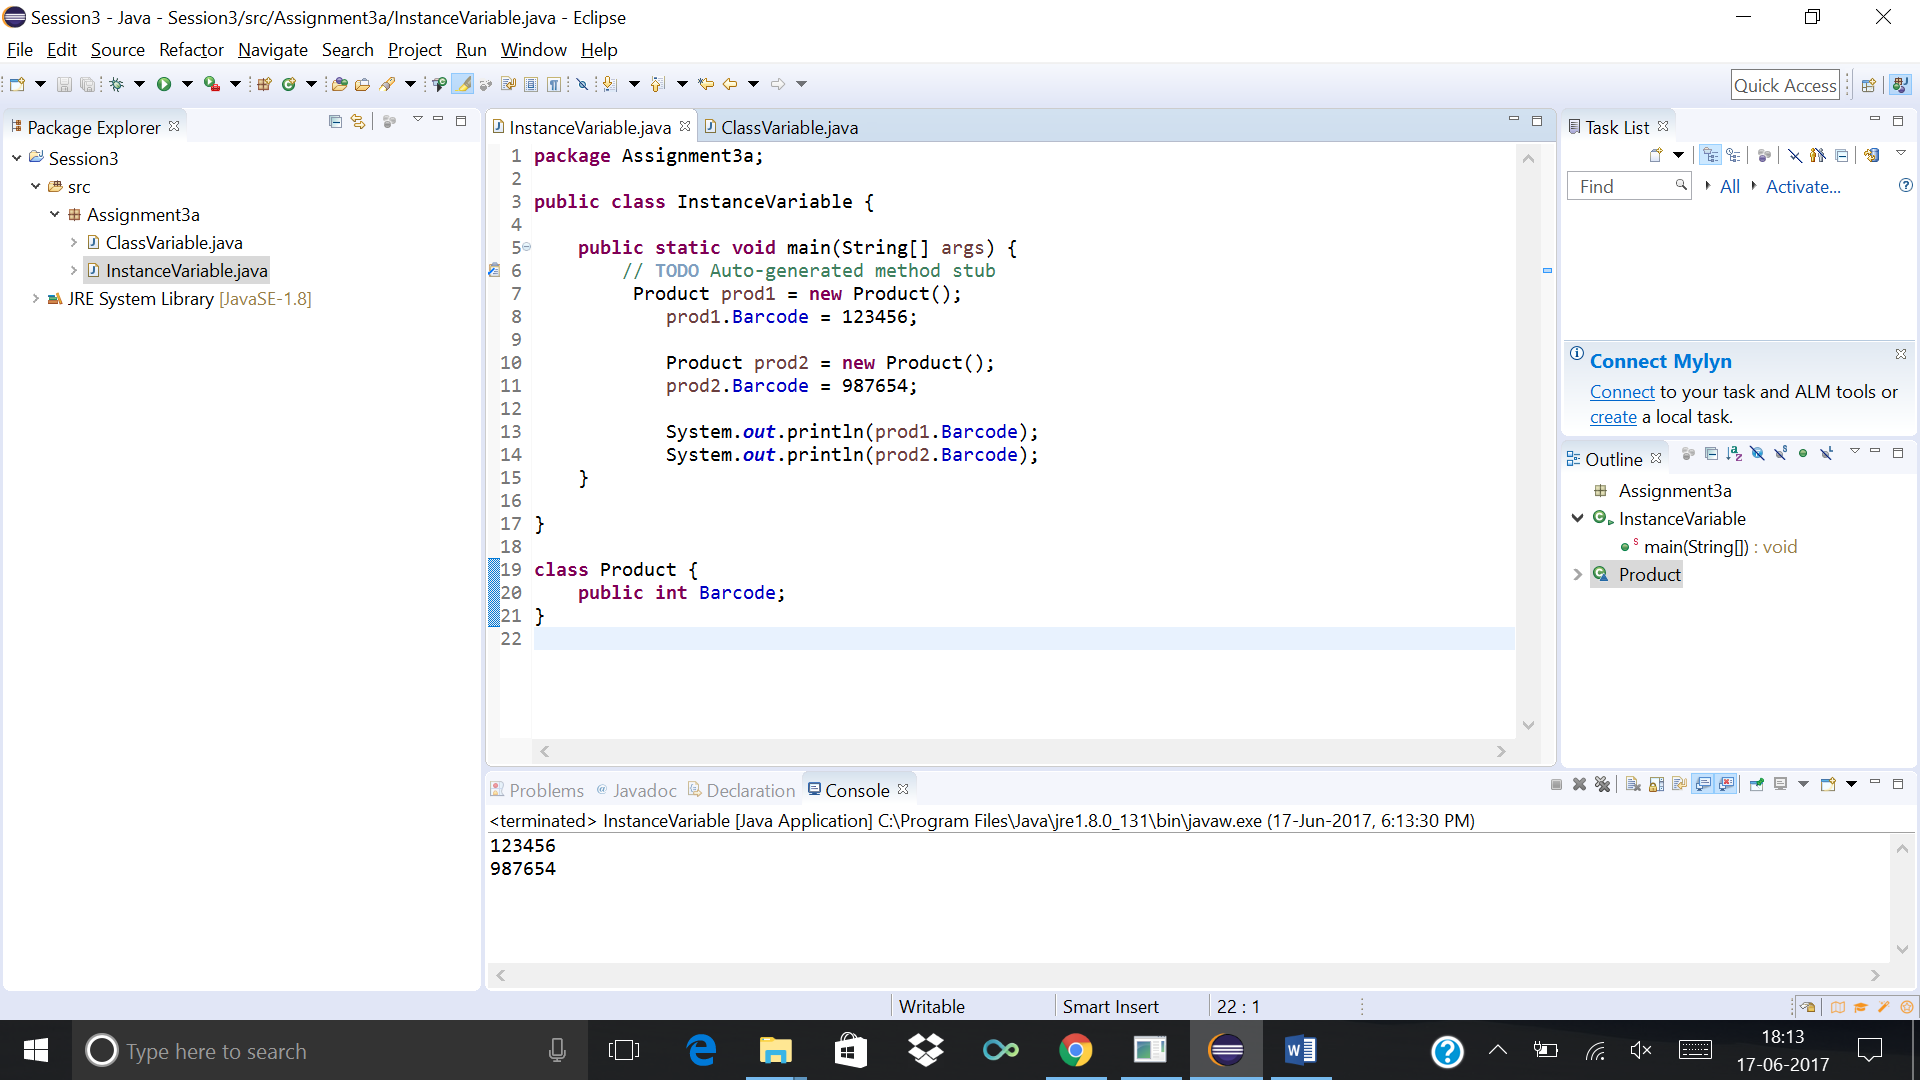 Session3 - Java - Session3/src/Assignment3a/InstanceVariable.java - Eclipse
File Edit Source Refactor Navigate Search Project Run Window Help
Quick Access
Package Explorer
Session3
src
Assignment3a
ClassVariable.java
InstanceVariable.java
JRE System Library [JavaSE-1.8]
InstanceVariable.java ClassVariable.java
1 package Assignment3a;
2
3 public class InstanceVariable {
4
5 public static void main(String[] args) {
6 // TODO Auto-generated method stub
7 Product prod1 = new Product();
8 prod1.Barcode = 123456;
9
10 Product prod2 = new Product();
11 prod2.Barcode = 987654;
12
13 System.out.println(prod1.Barcode);
14 System.out.println(prod2.Barcode);
15 }
16
17 }
18
19 class Product {
20 public int Barcode;
21 }
22
Task List
Find All Activate...
Connect Mylyn
Connect to your task and ALM tools or
create a local task.
Outline
Assignment3a
InstanceVariable
main(String[]) : void
Product
Problems @ Javadoc Declaration Console
<terminated> InstanceVariable [Java Application] C:\Program Files\Java\jre1.8.0_131\bin\javaw.exe (17-Jun-2017, 6:13:30 PM)
123456
987654
Writable Smart Insert 22 : 1
Type here to search
18:13
17-06-2017